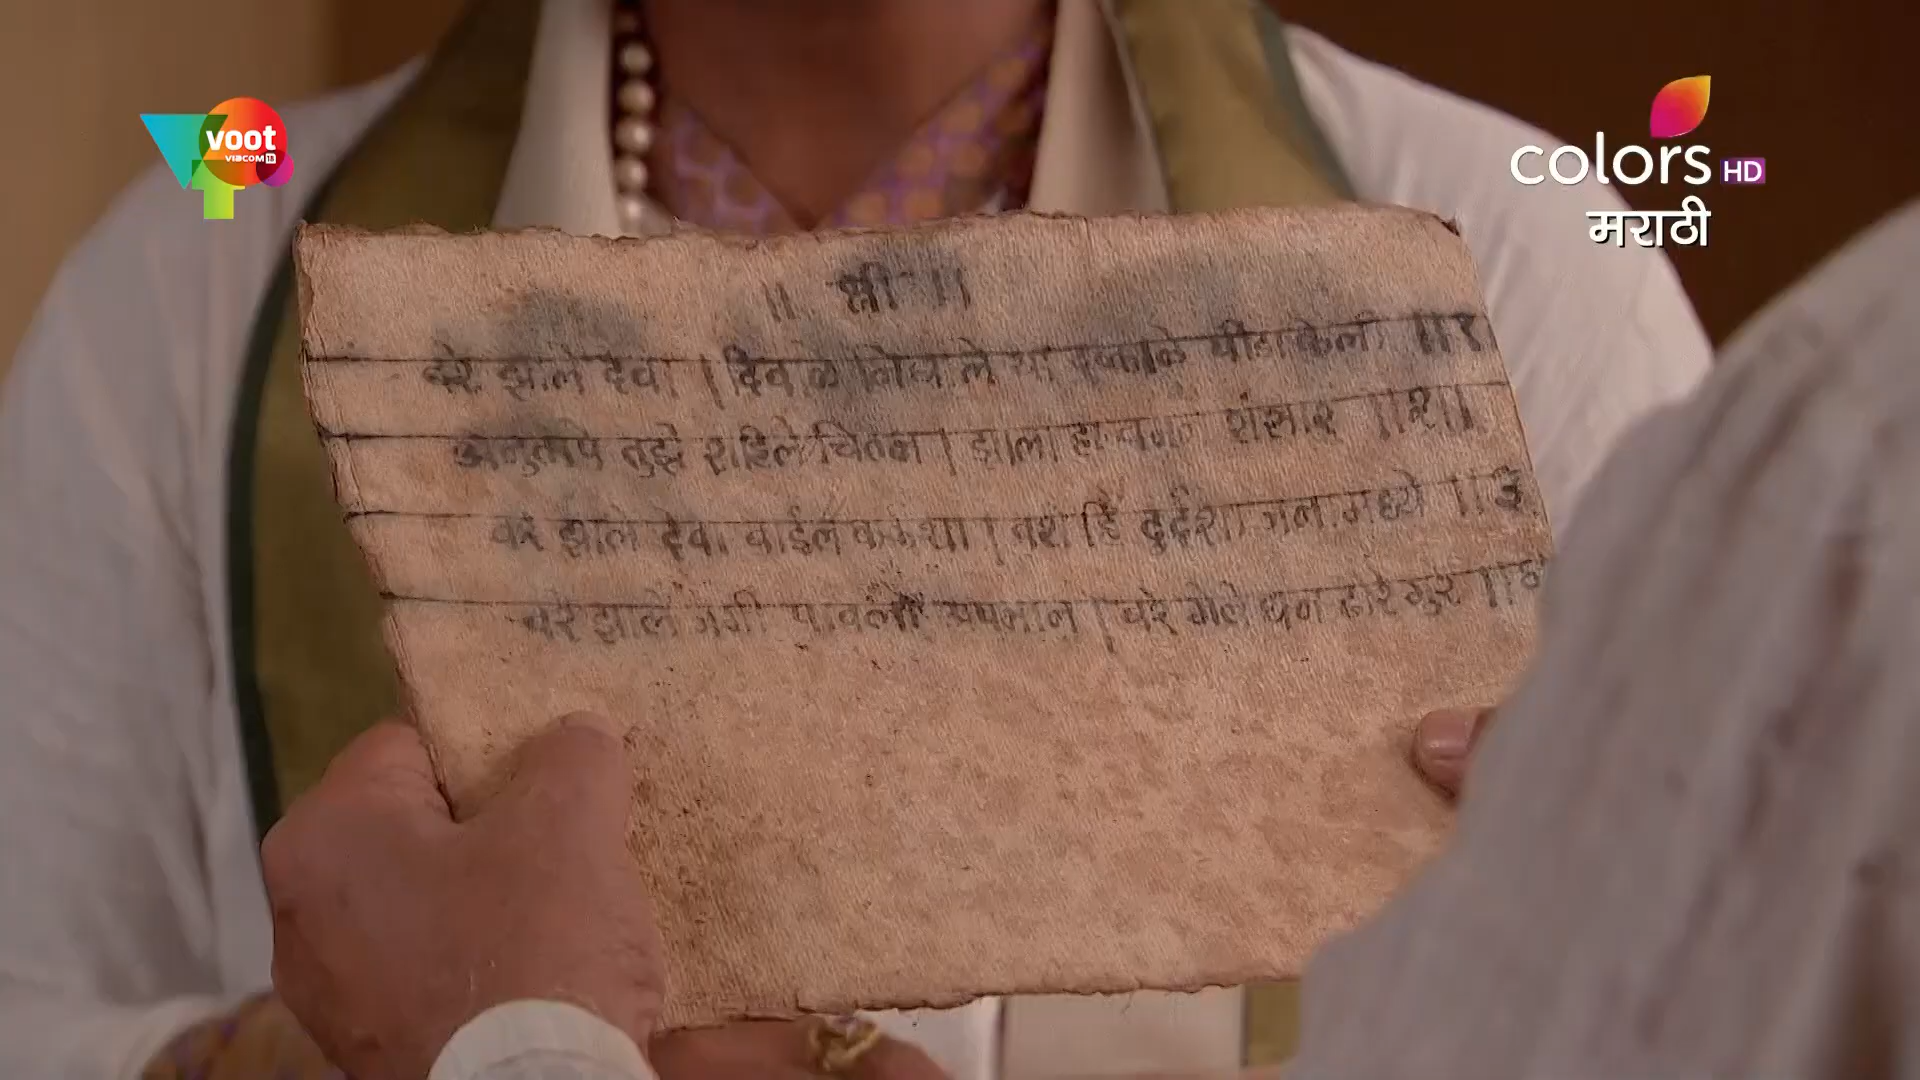 voot
VIACOM18
colors HD
मराठी
॥ श्री ॥
बरे झाले देवा । या पीडा केली ॥१
तुझे राहिले चिंतन । झाला हा संसार ॥२॥
बरें झाले देवा बाईल कर्कशा । बरी हि दुर्दशा जनामध्यें ॥३
बरे झाले जगी पावलों अपमान । बरे गेले धन ढोरे गुरे ॥४